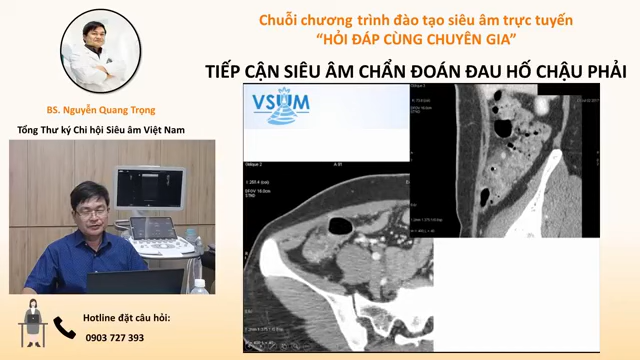 Chuỗi chương trình đào tạo siêu âm trực tuyến
“HỎI ĐÁP CÙNG CHUYÊN GIA”
TIẾP CẬN SIÊU ÂM CHẨN ĐOÁN ĐAU HỐ CHẬU PHẢI
BS. Nguyễn Quang Trọng
Tổng Thư ký Chi hội Siêu âm Việt Nam
VSUM
Oblique 2
Hotline đặt câu hỏi:
0903 727 393